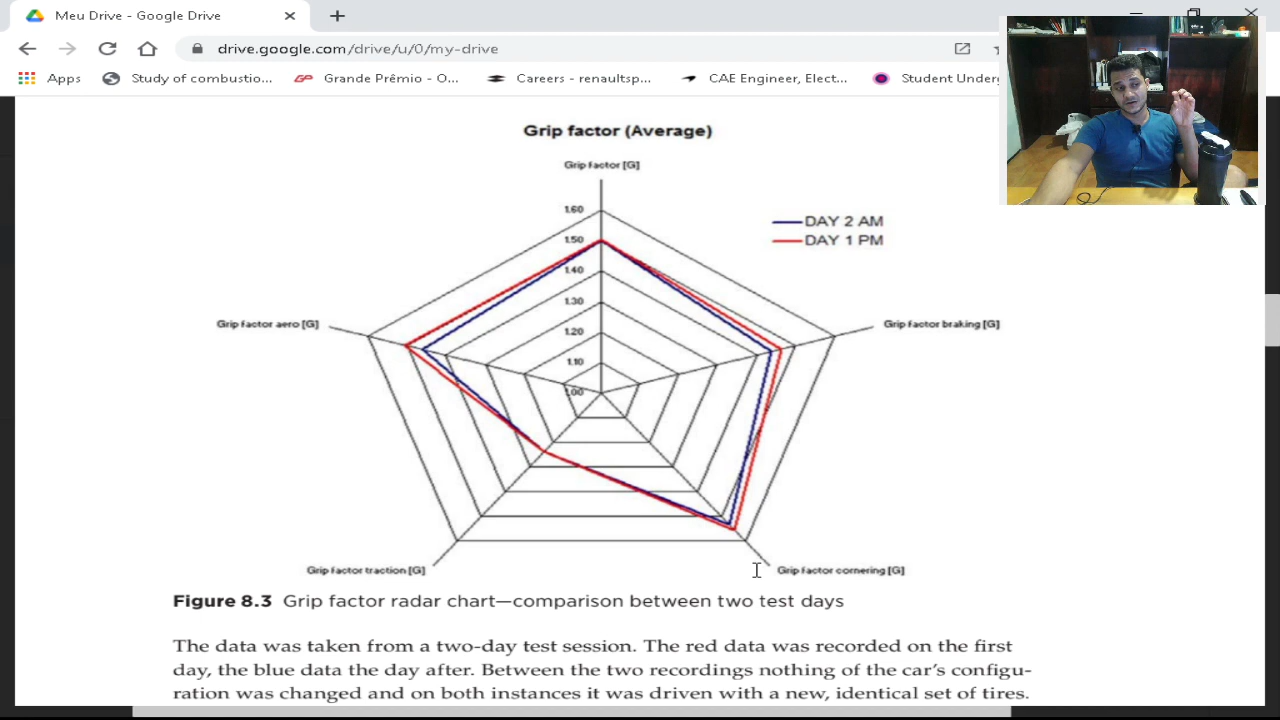 Meu Drive - Google Drive
drive.google.com/drive/u/0/my-drive
Apps
Study of combustio...
Grande Prêmio - O...
Careers - renaultsp...
CAE Engineer, Elect...
Student Underg
Grip factor (Average)
Grip factor [G]
1.60
DAY 2 AM
1.50
DAY 1 PM
1.40
1.30
Grip factor aero [G]
Grip factor braking [G]
1.20
1.10
1.00
Grip factor traction [G]
Grip factor cornering [G]
Figure 8.3 Grip factor radar chart—comparison between two test days
The data was taken from a two-day test session. The red data was recorded on the first
day, the blue data the day after. Between the two recordings nothing of the car's configu-
ration was changed and on both instances it was driven with a new, identical set of tires.